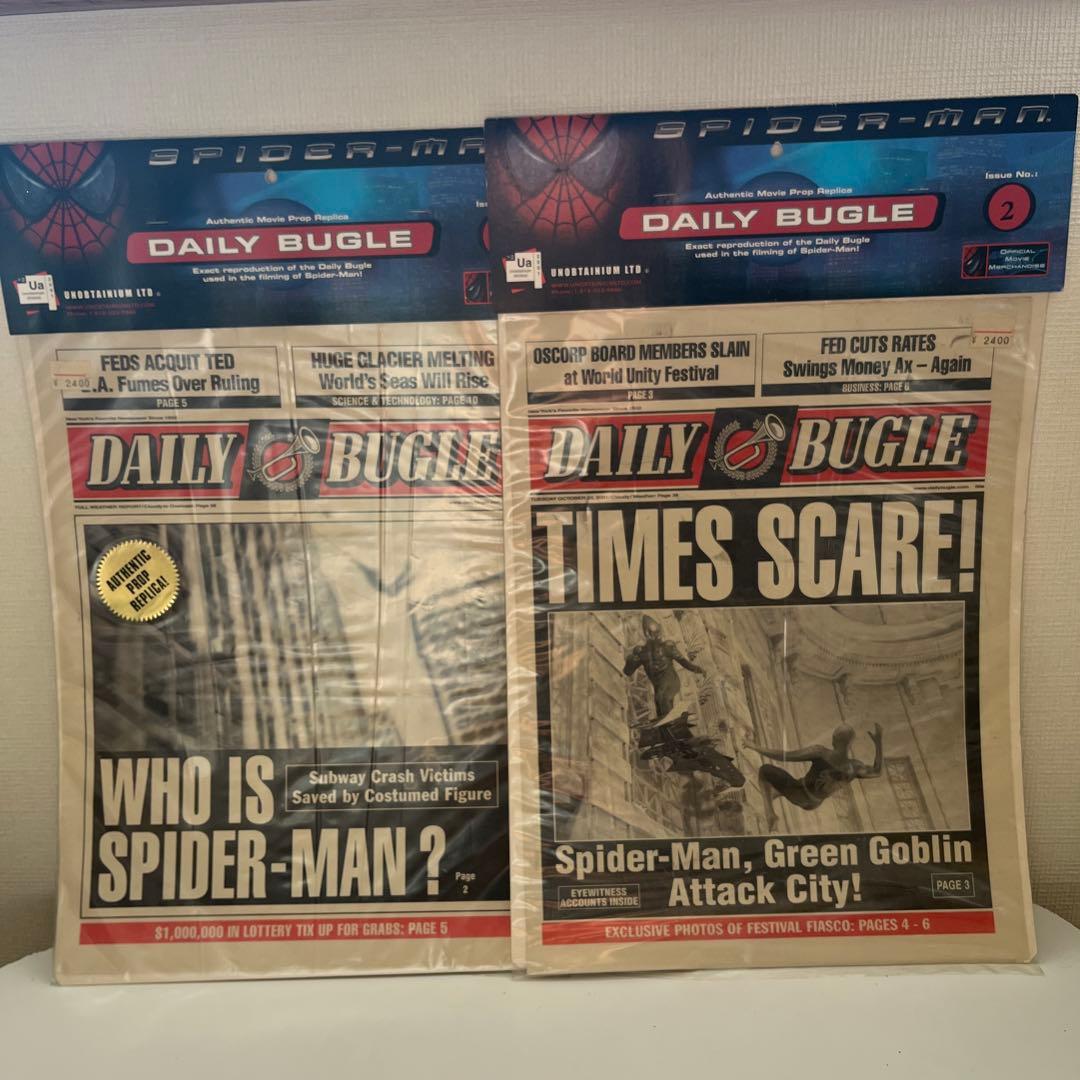 SPIDER-MA
Authentic Movie Prop Replica
DAILY BUGLE
Exact reproduction of the Daily Bugle
used in the filming of Spider-Man!
Ua
UNOBTAINIUM LTD
¥ 2400
FEDS ACQUIT TED
.A. Fumes Over Ruling
PAGE 5
HUGE GLACIER MELTING
World's Seas Will Rise
SCIENCE & TECHNOLOGY: PAGE 10
DAILY BUGLE
AUTHENTIC
PROP
REPLICA!
WHO IS
SPIDER-MAN?
Subway Crash Victims
Saved by Costumed Figure
Page
2
$1,000,000 IN LOTTERY TIX UP FOR GRABS: PAGE 5
SPIDER-MAN
Issue No.:
2
Authentic Movie Prop Replica
DAILY BUGLE
Exact reproduction of the Daily Bugle
used in the filming of Spider-Man!
Ua
UNOBTAINIUM LTD
OFFICIAL
MOVIE
MERCHANDISE
¥ 2400
OSCORP BOARD MEMBERS SLAIN
at World Unity Festival
PAGE 3
FED CUTS RATES
Swings Money Ax – Again
BUSINESS: PAGE 6
DAILY BUGLE
www.dailybugle.com
TIMES SCARE!
Spider-Man, Green Goblin
Attack City!
EYEWITNESS
ACCOUNTS INSIDE
PAGE 3
EXCLUSIVE PHOTOS OF FESTIVAL FIASCO: PAGES 4 - 6